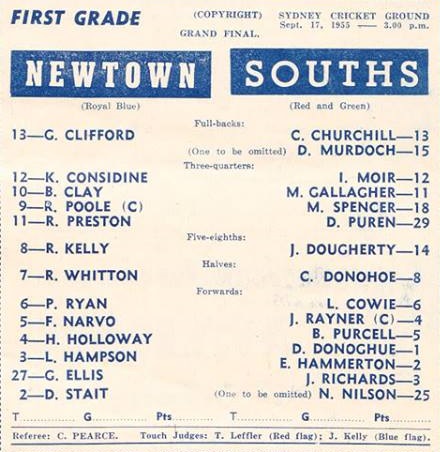 FIRST GRADE (COPYRIGHT) SYDNEY CRICKET GROUND
Sept. 17, 1955 — 3.00 p.m.
GRAND FINAL.
NEWTOWN SOUTHS
(Royal Blue) (Red and Green)
Full-backs:
13—G. CLIFFORD C. CHURCHILL—13
(One to be omitted) D. MURDOCH—15
Three-quarters:
12—K. CONSIDINE I. MOIR—12
10—B. CLAY M. GALLAGHER—11
9—R. POOLE (C) M. SPENCER—18
11—R. PRESTON D. PUREN—29
Five-eighths:
8—R. KELLY J. DOUGHERTY—14
Halves:
7—R. WHITTON C. DONOHOE—8
Forwards:
6—P. RYAN L. COWIE—6
5—F. NARVO J. RAYNER (C)—4
4—H. HOLLOWAY B. PURCELL—5
3—L. HAMPSON D. DONOGHUE—1
27—G. ELLIS E. HAMMERTON—2
J. RICHARDS—3
2—D. STAIT (One to be omitted) N. NILSON—25
T............ G............ Pts............ T............ G............ Pts............
Referee: C. PEARCE. Touch Judges: T. Leffler (Red flag); J. Kelly (Blue flag).